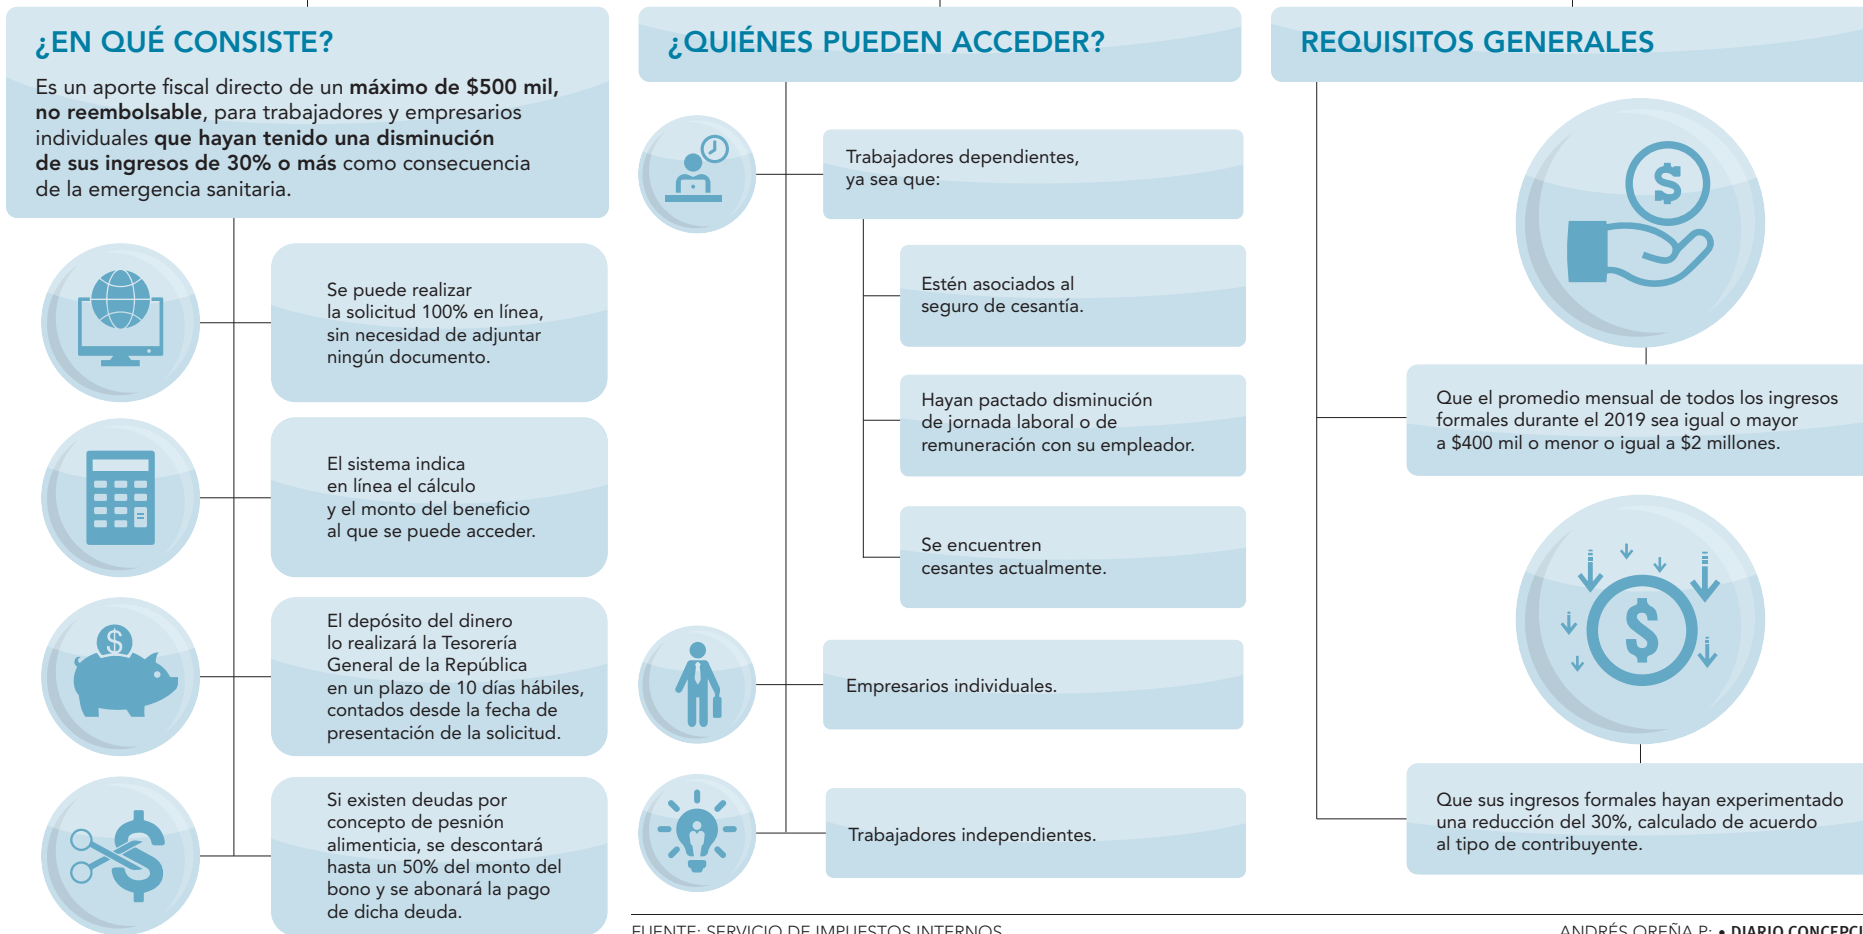 ¿EN QUÉ CONSISTE?
Es un aporte fiscal directo de un máximo de $500 mil,
no reembolsable, para trabajadores y empresarios
individuales que hayan tenido una disminución
de sus ingresos de 30% o más como consecuencia
de la emergencia sanitaria.
Se puede realizar
la solicitud 100% en línea,
sin necesidad de adjuntar
ningún documento.
El sistema indica
en línea el cálculo
y el monto del beneficio
al que se puede acceder.
$
El depósito del dinero
lo realizará la Tesorería
General de la República
en un plazo de 10 días hábiles,
contados desde la fecha de
presentación de la solicitud.
$
Si existen deudas por
concepto de pesnión
alimenticia, se descontará
hasta un 50% del monto del
bono y se abonará la pago
de dicha deuda.
¿QUIÉNES PUEDEN ACCEDER?
Trabajadores dependientes,
ya sea que:
Estén asociados al
seguro de cesantía.
Hayan pactado disminución
de jornada laboral o de
remuneración con su empleador.
Se encuentren
cesantes actualmente.
Empresarios individuales.
Trabajadores independientes.
REQUISITOS GENERALES
$
Que el promedio mensual de todos los ingresos
formales durante el 2019 sea igual o mayor
a $400 mil o menor o igual a $2 millones.
$
Que sus ingresos formales hayan experimentado
una reducción del 30%, calculado de acuerdo
al tipo de contribuyente.
FUENTE: SERVICIO DE IMPUESTOS INTERNOS
ANDRÉS OREÑA P: • DIARIO CONCEPCI